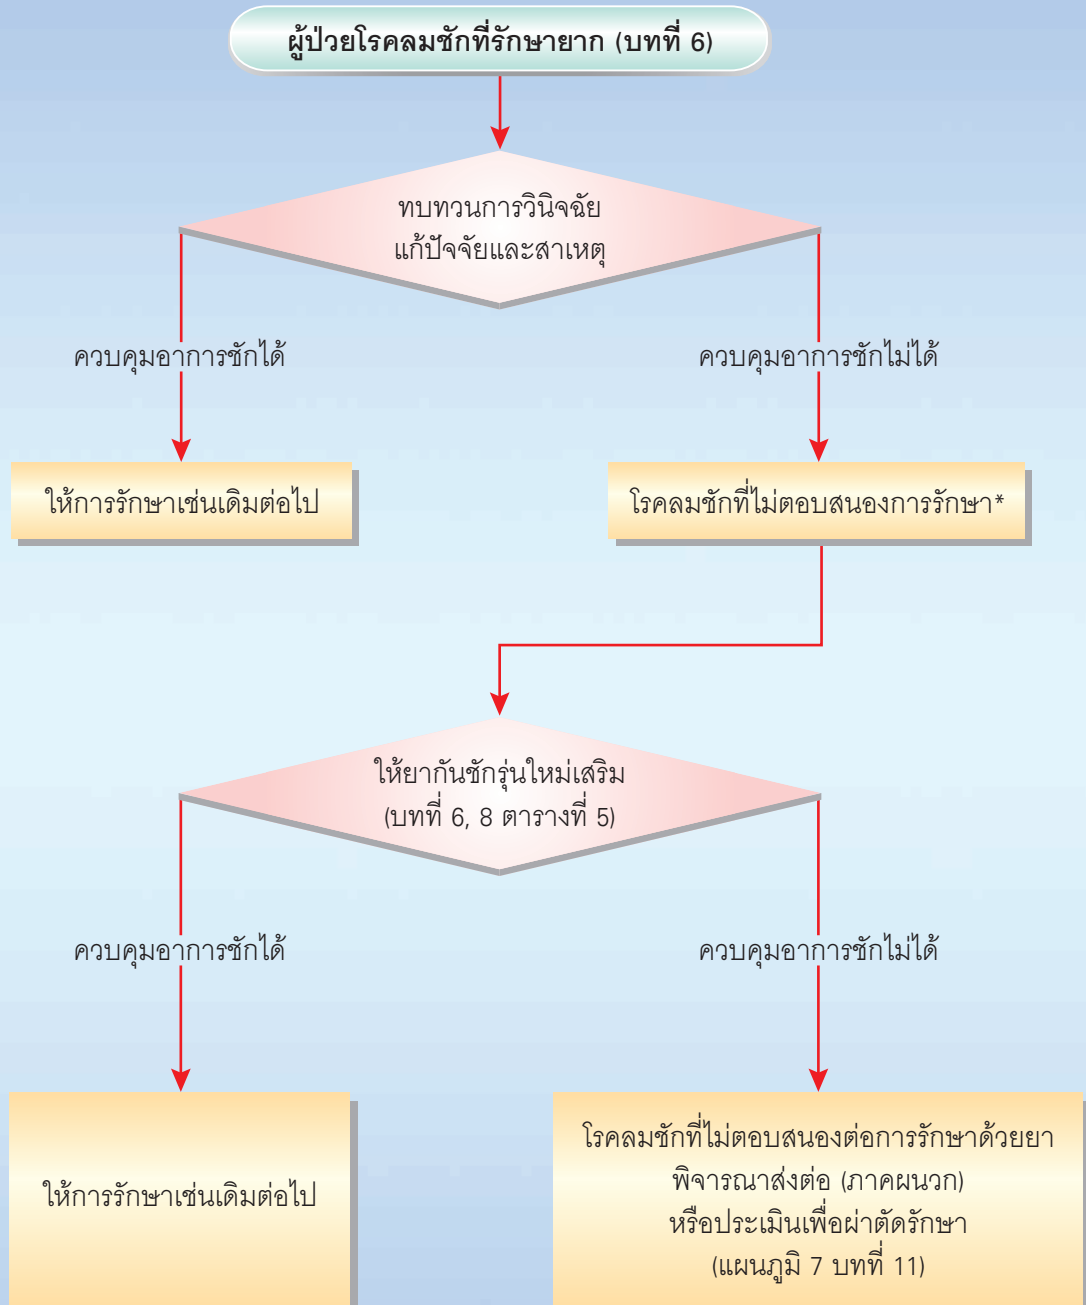 ผู้ป่วยโรคลมชักที่รักษายาก (บทที่ 6)
ทบทวนการวินิจฉัย
แก้ปัจจัยและสาเหตุ
ควบคุมอาการชักได้
ควบคุมอาการชักไม่ได้
ให้การรักษาเช่นเดิมต่อไป
โรคลมชักที่ไม่ตอบสนองการรักษา*
ให้ยากันชักรุ่นใหม่เสริม
(บทที่ 6, 8 ตารางที่ 5)
ควบคุมอาการชักได้
ควบคุมอาการชักไม่ได้
ให้การรักษาเช่นเดิมต่อไป
โรคลมชักที่ไม่ตอบสนองต่อการรักษาด้วยยา
พิจารณาส่งต่อ (ภาคผนวก)
หรือประเมินเพื่อผ่าตัดรักษา
(แผนภูมิ 7 บทที่ 11)